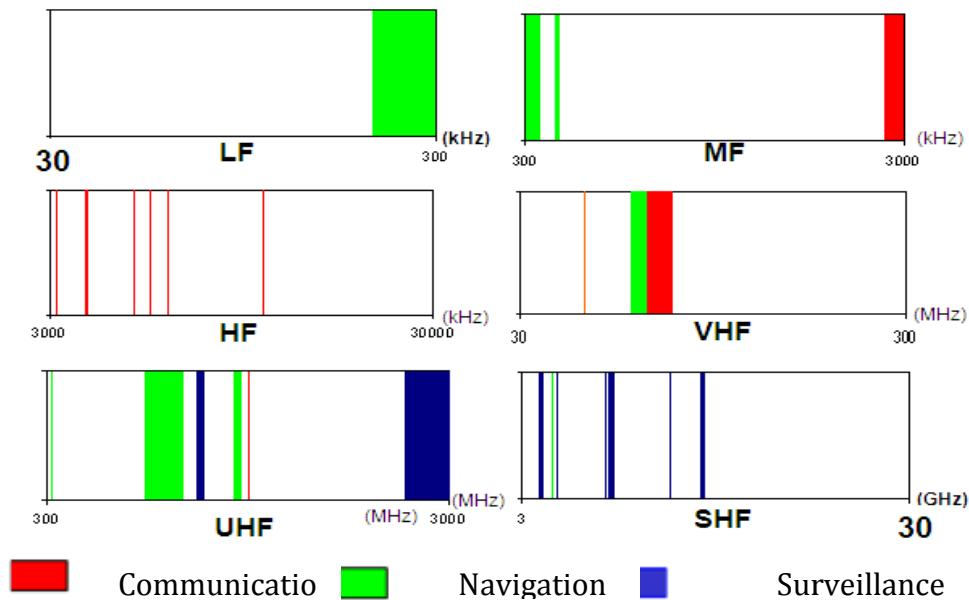 (kHz)
30
LF
300
300
MF
3000
(kHz)
3000
HF
30000
(kHz)
30
VHF
300
(MHz)
300
UHF
(MHz)
3000
(MHz)
3
SHF
30
(GHz)
Communicatio
Navigation
Surveillance